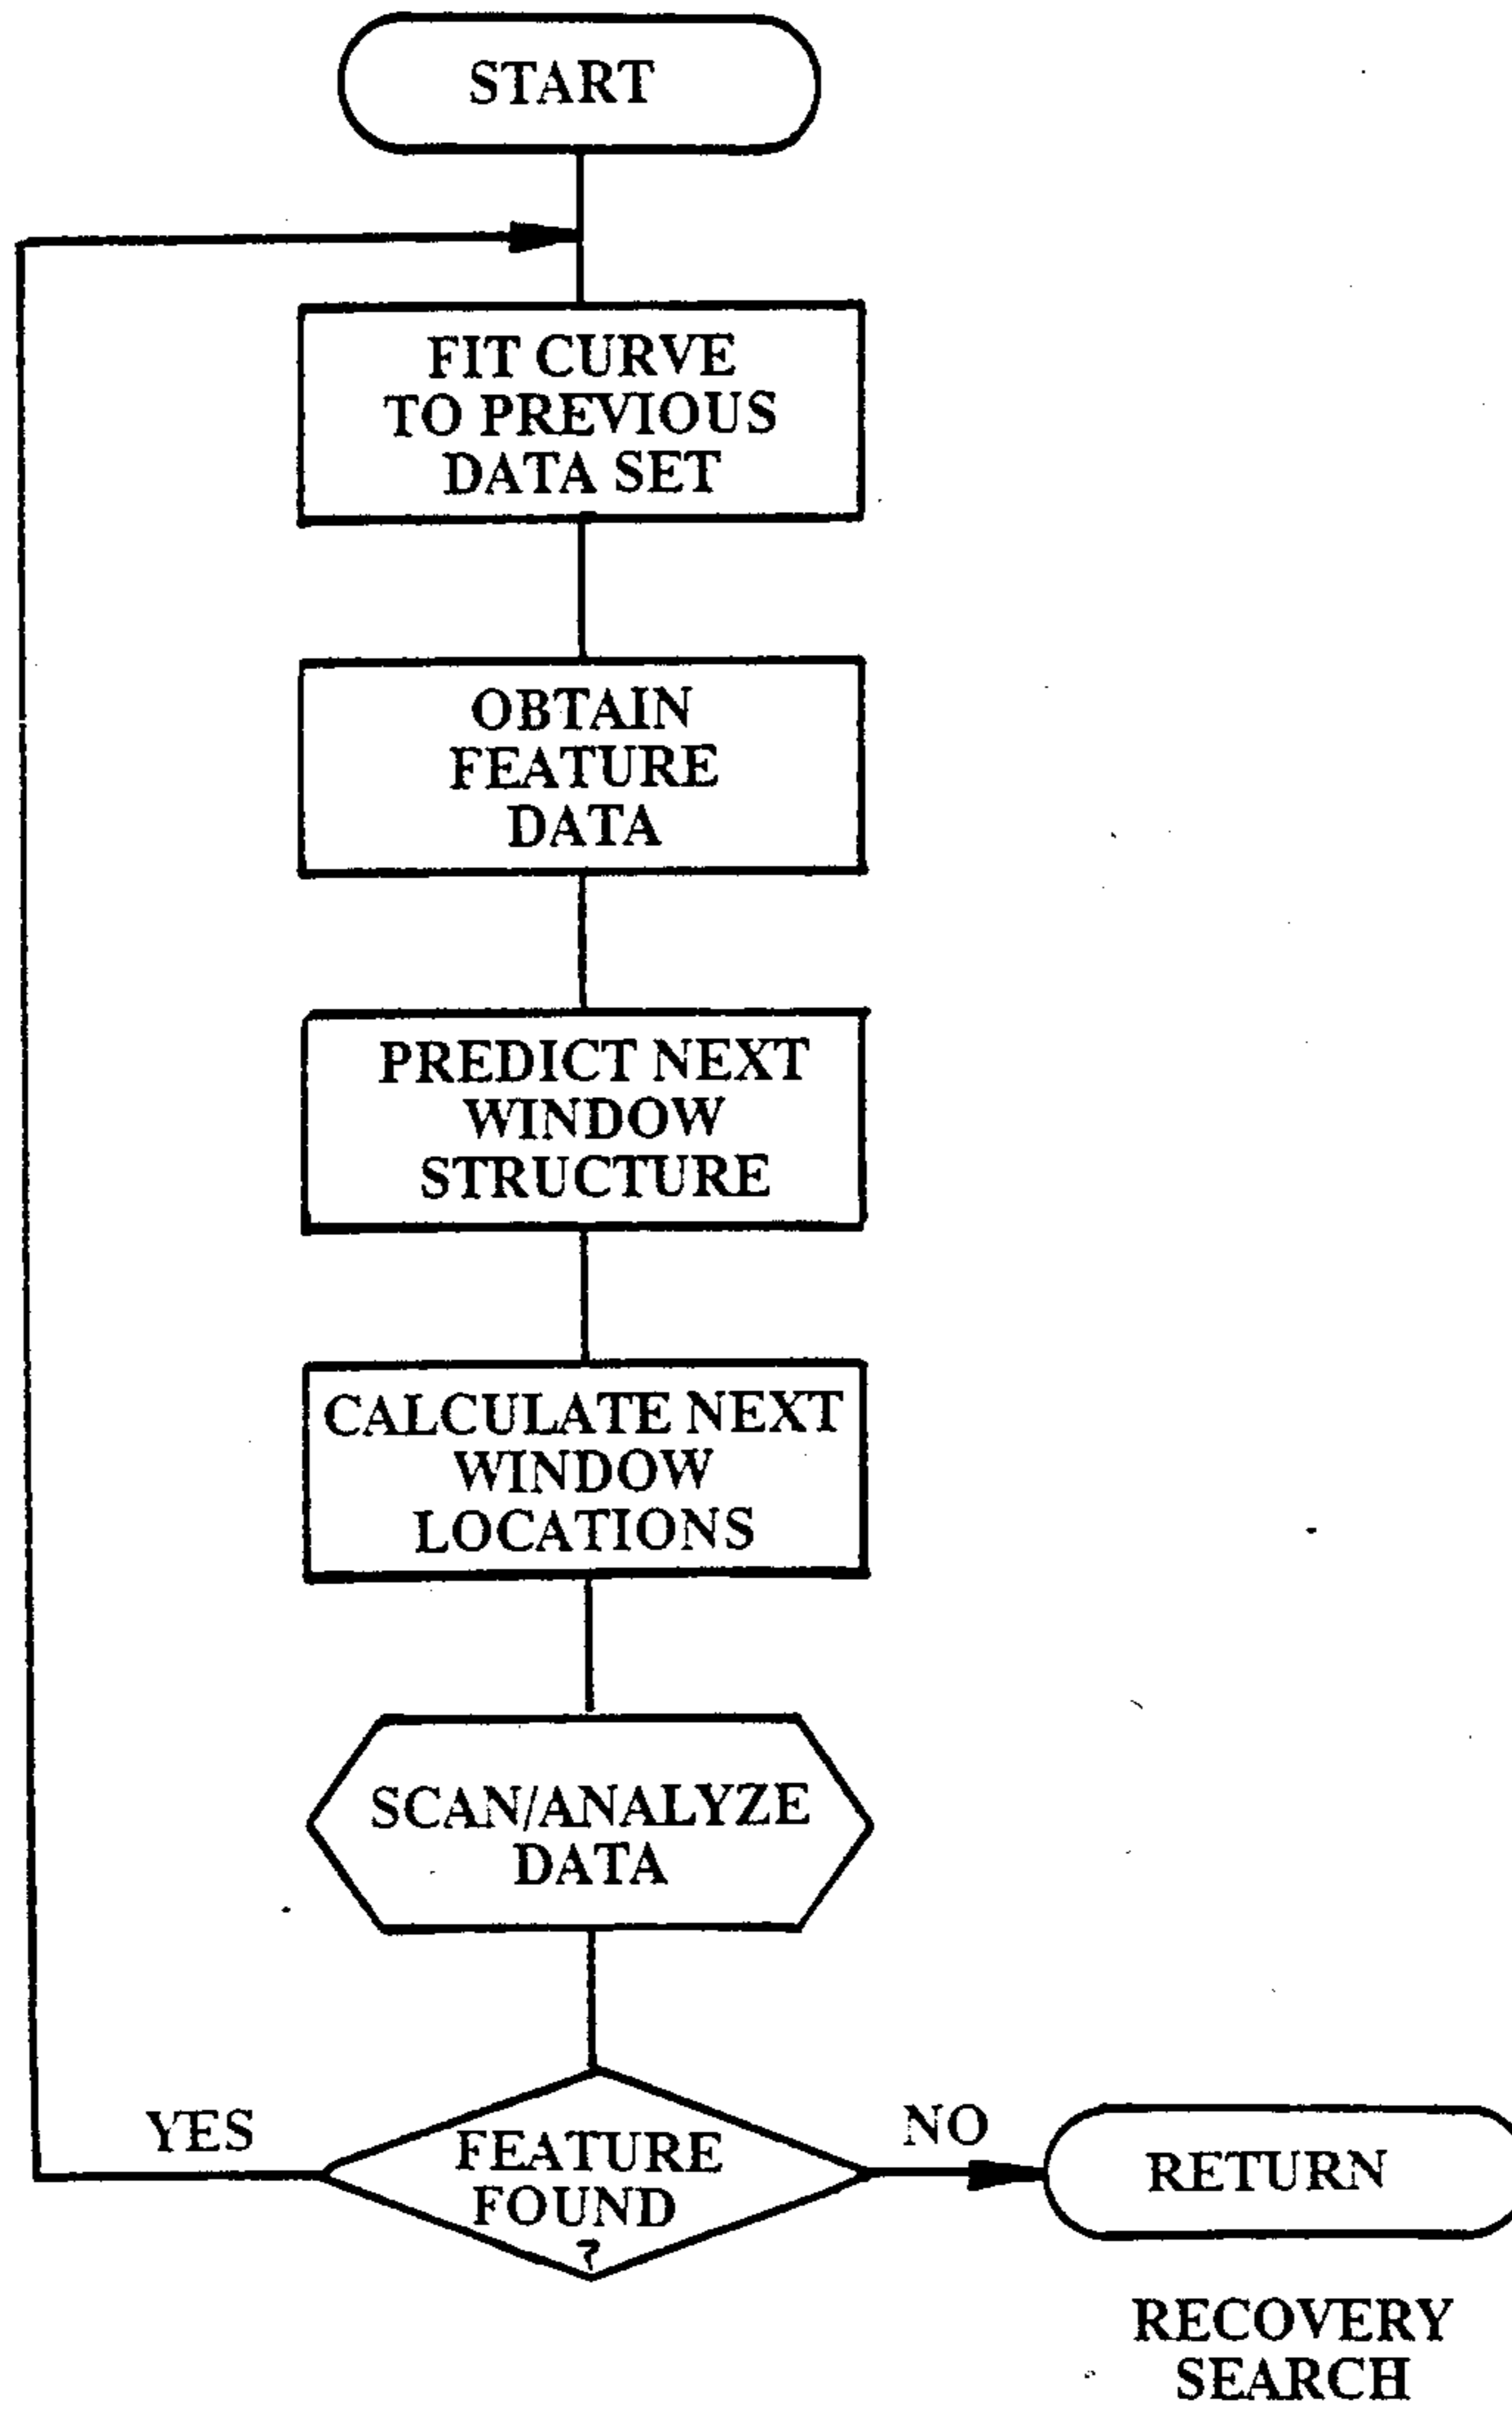 START
FIT CURVE
TO PREVIOUS
DATA SET
OBTAIN
FEATURE
DATA
PREDICT NEXT
WINDOW
STRUCTURE
CALCULATE NEXT
WINDOW
LOCATIONS
SCAN/ANALYZE
DATA
YES
FEATURE
FOUND
?
NO
RETURN
RECOVERY
SEARCH